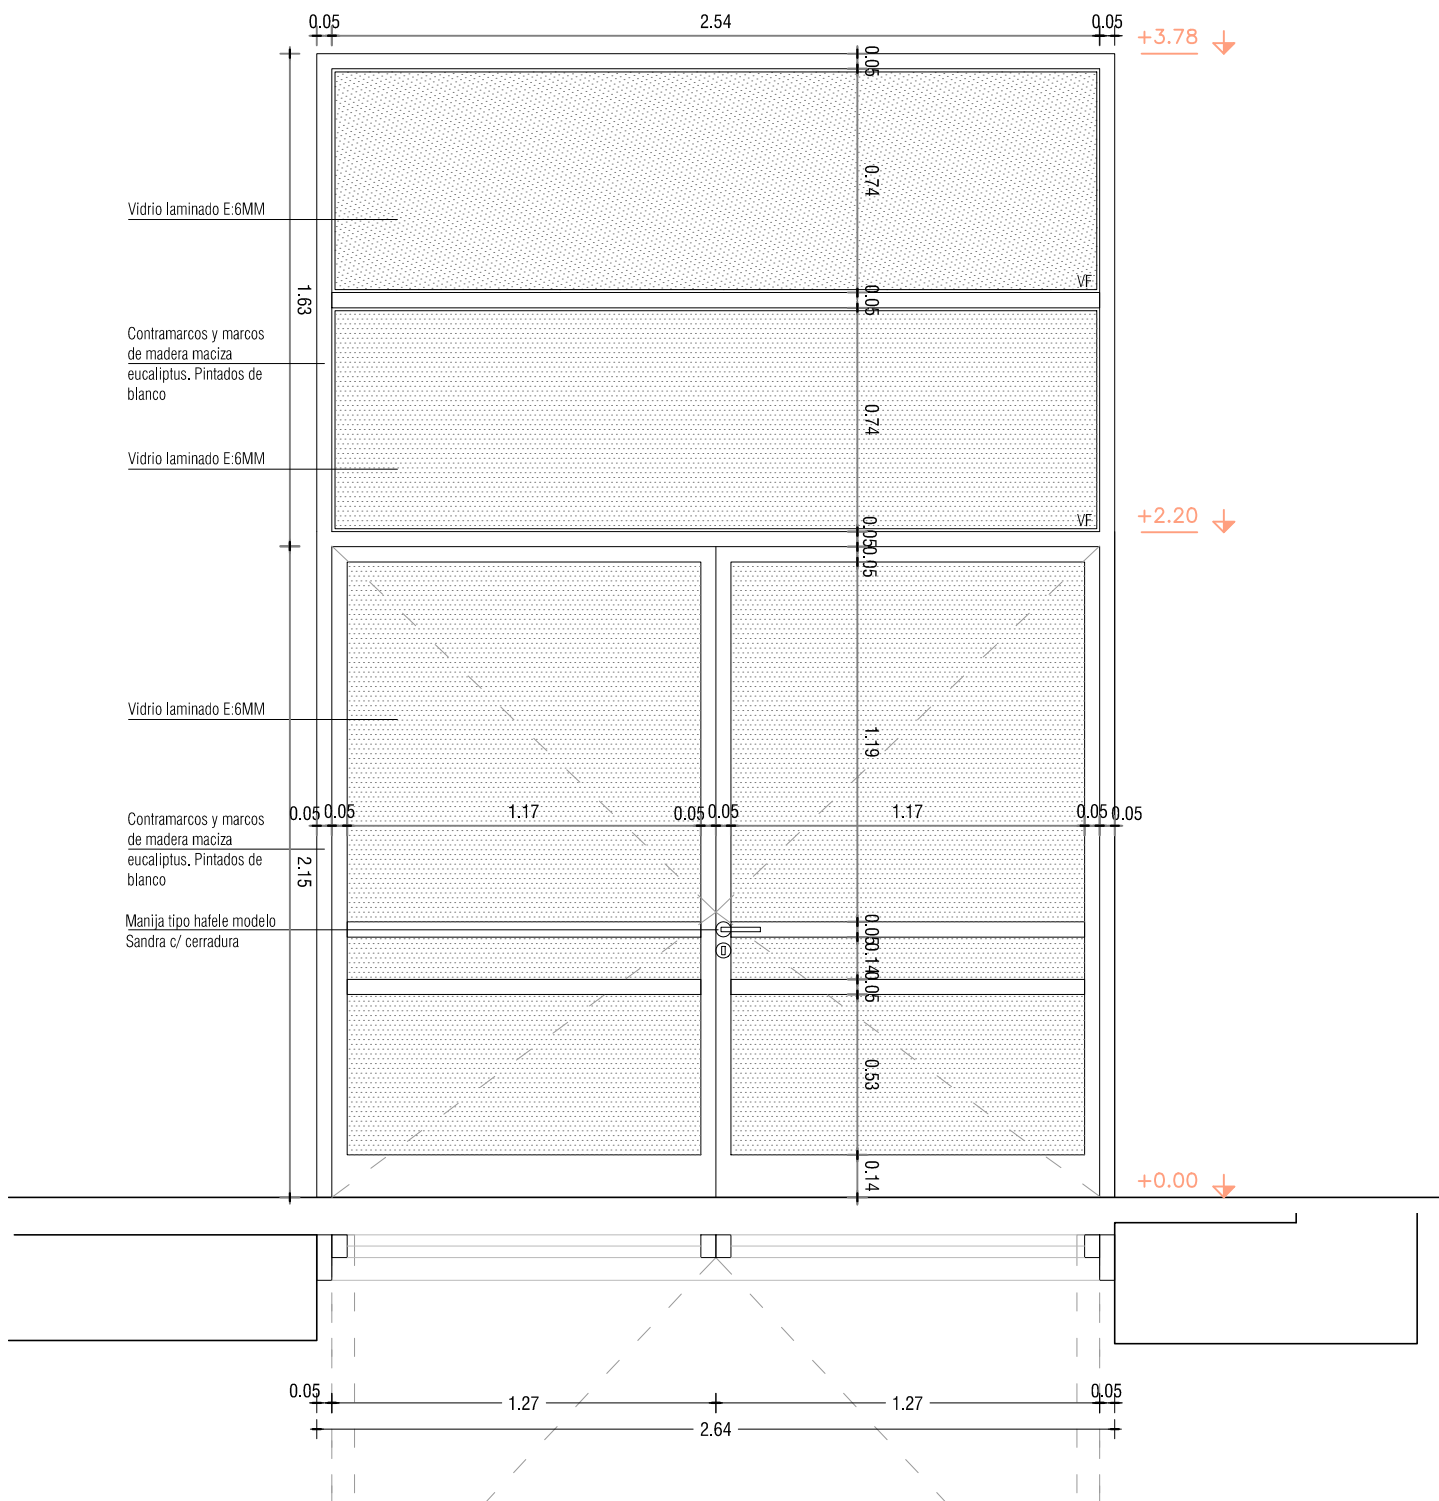 0.05
2.54
0.05
+3.78
0.05
0.74
Vidrio laminado E:6MM
VF
1.63
0.05
Contramarcos y marcos
de madera maciza
eucaliptus. Pintados de
blanco
0.74
Vidrio laminado E:6MM
VF
+2.20
0.05
0.05
Vidrio laminado E:6MM
1.19
0.05
0.05
1.17
0.05
0.05
1.17
0.05
0.05
Contramarcos y marcos
de madera maciza
eucaliptus. Pintados de
blanco
2.15
Manija tipo hafele modelo
Sandra c/ cerradura
0.05
0.14
0.05
0.53
0.14
+0.00
0.05
1.27
1.27
0.05
2.64